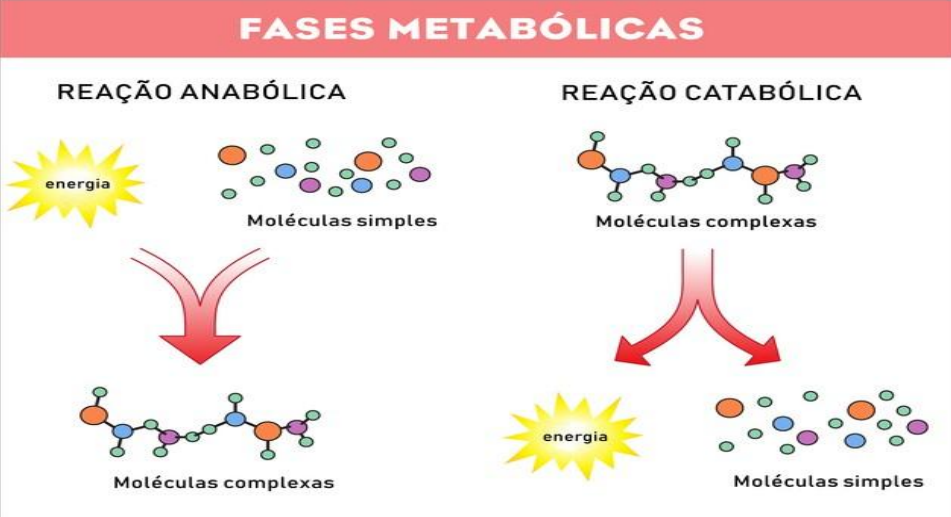 FASES METABÓLICAS
REAÇÃO ANABÓLICA
energia
Moléculas simples
Moléculas complexas
REAÇÃO CATABÓLICA
Moléculas complexas
energia
Moléculas simples